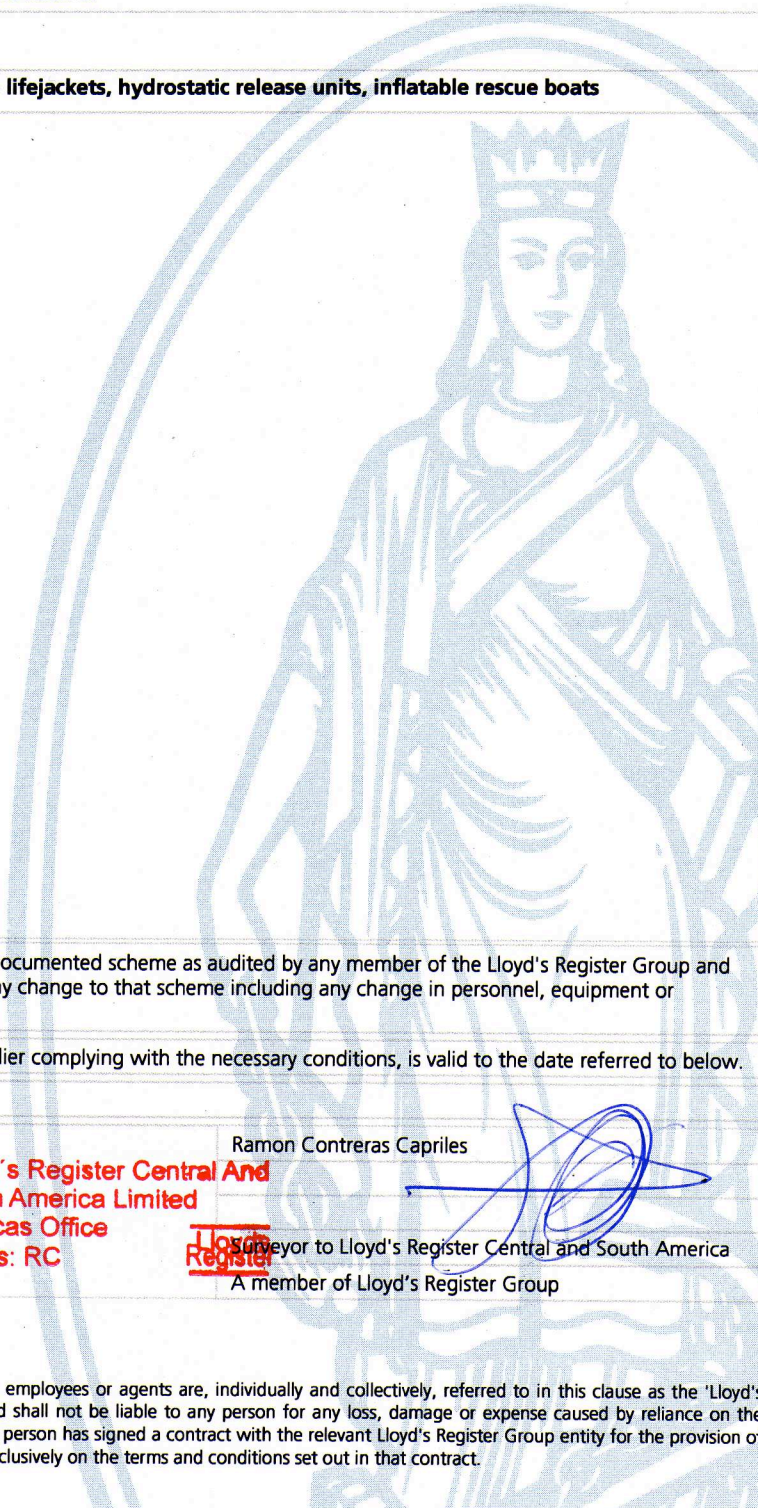 lifejackets, hydrostatic release units, inflatable rescue boats
ocumented scheme as audited by any member of the Lloyd's Register Group and
y change to that scheme including any change in personnel, equipment or
lier complying with the necessary conditions, is valid to the date referred to below.
Ramon Contreras Capriles
's Register Central And
America Limited
cas Office
s: RC
Lloyd's
Register
Surveyor to Lloyd's Register Central and South America
A member of Lloyd's Register Group
employees or agents are, individually and collectively, referred to in this clause as the 'Lloyd's
d shall not be liable to any person for any loss, damage or expense caused by reliance on the
person has signed a contract with the relevant Lloyd's Register Group entity for the provision of
clusively on the terms and conditions set out in that contract.